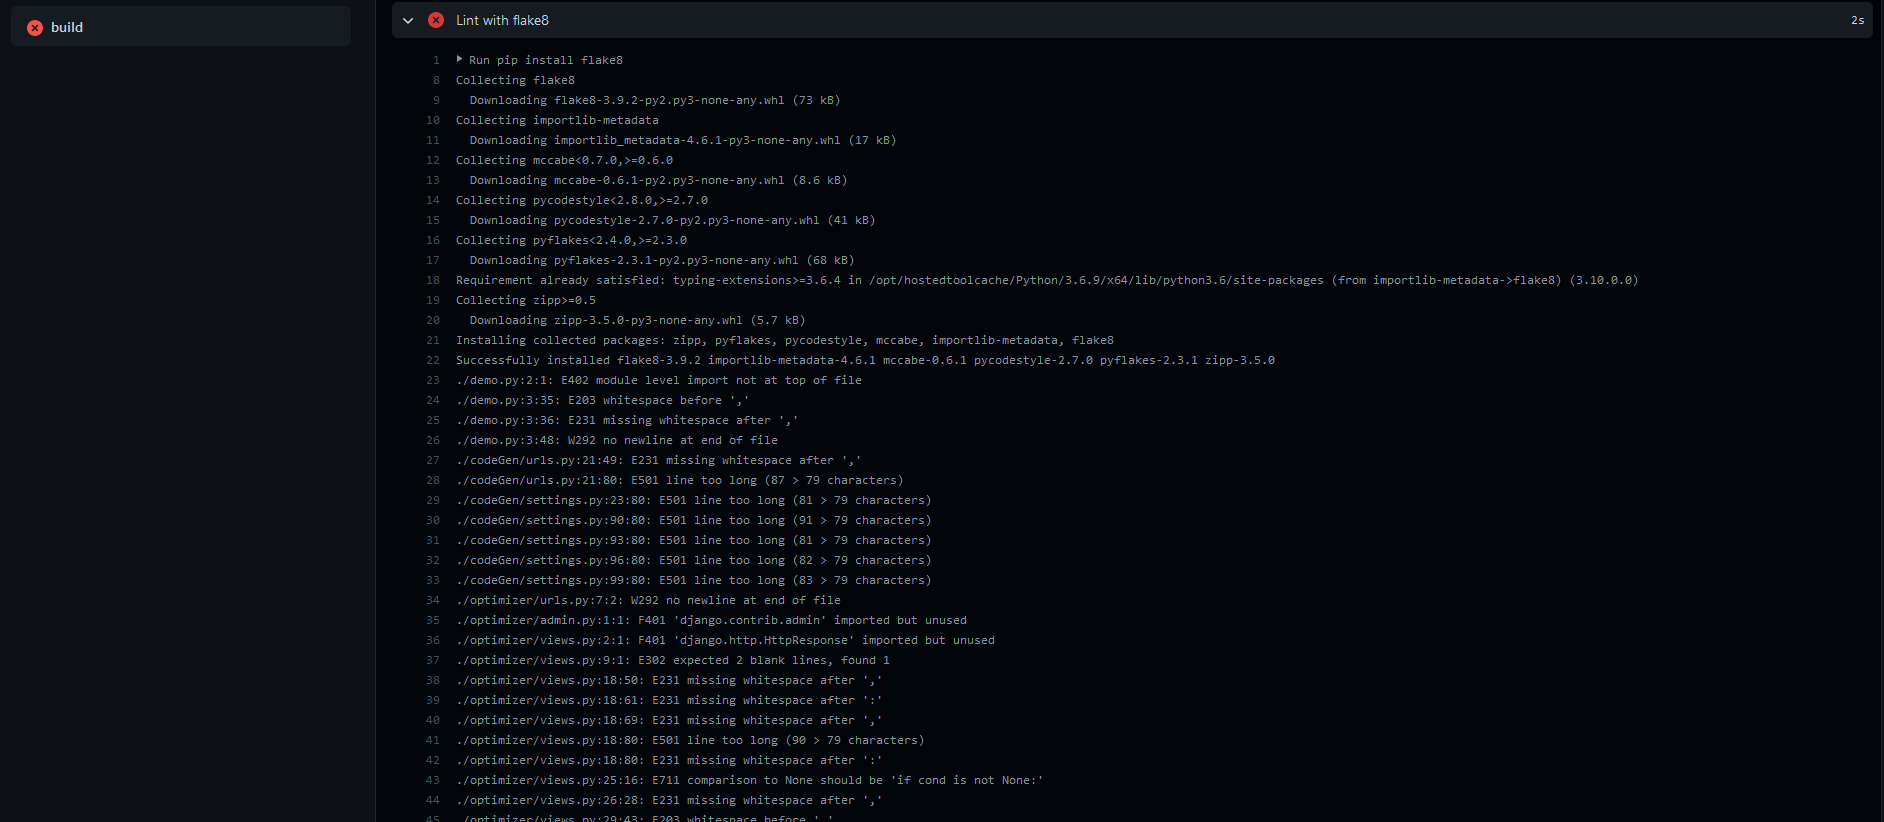 build
Lint with flake8
2s
1 Run pip install flake8
8 Collecting flake8
9 Downloading flake8-3.9.2-py2.py3-none-any.whl (73 kB)
10 Collecting importlib-metadata
11 Downloading importlib_metadata-4.6.1-py3-none-any.whl (17 kB)
12 Collecting mccabe<0.7.0,>=0.6.0
13 Downloading mccabe-0.6.1-py2.py3-none-any.whl (8.6 kB)
14 Collecting pycodestyle<2.8.0,>=2.7.0
15 Downloading pycodestyle-2.7.0-py2.py3-none-any.whl (41 kB)
16 Collecting pyflakes<2.4.0,>=2.3.0
17 Downloading pyflakes-2.3.1-py2.py3-none-any.whl (68 kB)
18 Requirement already satisfied: typing-extensions>=3.6.4 in /opt/hostedtoolcache/Python/3.6.9/x64/lib/python3.6/site-packages (from importlib-metadata->flake8) (3.10.0.0)
19 Collecting zipp>=0.5
20 Downloading zipp-3.5.0-py3-none-any.whl (5.7 kB)
21 Installing collected packages: zipp, pyflakes, pycodestyle, mccabe, importlib-metadata, flake8
22 Successfully installed flake8-3.9.2 importlib-metadata-4.6.1 mccabe-0.6.1 pycodestyle-2.7.0 pyflakes-2.3.1 zipp-3.5.0
23 ./demo.py:2:1: E402 module level import not at top of file
24 ./demo.py:3:35: E203 whitespace before ','
25 ./demo.py:3:36: E231 missing whitespace after ','
26 ./demo.py:3:48: W292 no newline at end of file
27 ./codeGen/urls.py:21:49: E231 missing whitespace after ','
28 ./codeGen/urls.py:21:80: E501 line too long (87 > 79 characters)
29 ./codeGen/settings.py:23:80: E501 line too long (81 > 79 characters)
30 ./codeGen/settings.py:90:80: E501 line too long (91 > 79 characters)
31 ./codeGen/settings.py:93:80: E501 line too long (81 > 79 characters)
32 ./codeGen/settings.py:96:80: E501 line too long (82 > 79 characters)
33 ./codeGen/settings.py:99:80: E501 line too long (83 > 79 characters)
34 ./optimizer/urls.py:7:2: W292 no newline at end of file
35 ./optimizer/admin.py:1:1: F401 'django.contrib.admin' imported but unused
36 ./optimizer/views.py:2:1: F401 'django.http.HttpResponse' imported but unused
37 ./optimizer/views.py:9:1: E302 expected 2 blank lines, found 1
38 ./optimizer/views.py:18:50: E231 missing whitespace after ','
39 ./optimizer/views.py:18:61: E231 missing whitespace after ':'
40 ./optimizer/views.py:18:69: E231 missing whitespace after ','
41 ./optimizer/views.py:18:80: E501 line too long (90 > 79 characters)
42 ./optimizer/views.py:18:80: E231 missing whitespace after ':'
43 ./optimizer/views.py:25:16: E711 comparison to None should be 'if cond is not None:'
44 ./optimizer/views.py:26:28: E231 missing whitespace after ','
45 ./optimizer/views.py:29:43: E203 whitespace before